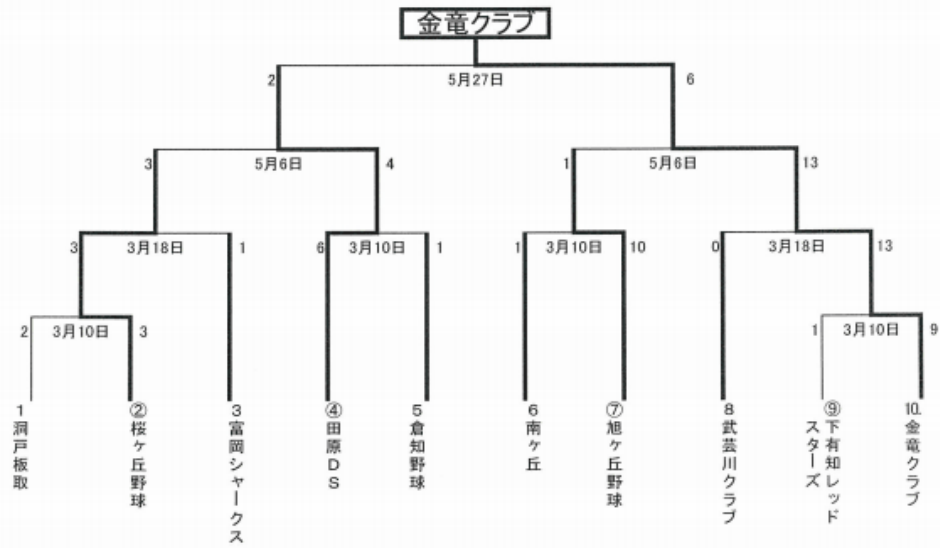 金竜クラブ
2 5月27日 6
3 5月6日 4 1 5月6日 13
3 3月18日 1 6 3月10日 1 1 3月10日 10 0 3月18日 13
2 3月10日 3 1 3月10日 9
1 洞戸板取
② 桜ヶ丘野球
3 富岡シャークス
④ 田原DS
5 倉知野球
6 南ヶ丘
⑦ 旭ヶ丘野球
8 武芸川クラブ
⑨ 下有知レッド
スターズ
10. 金竜クラブ